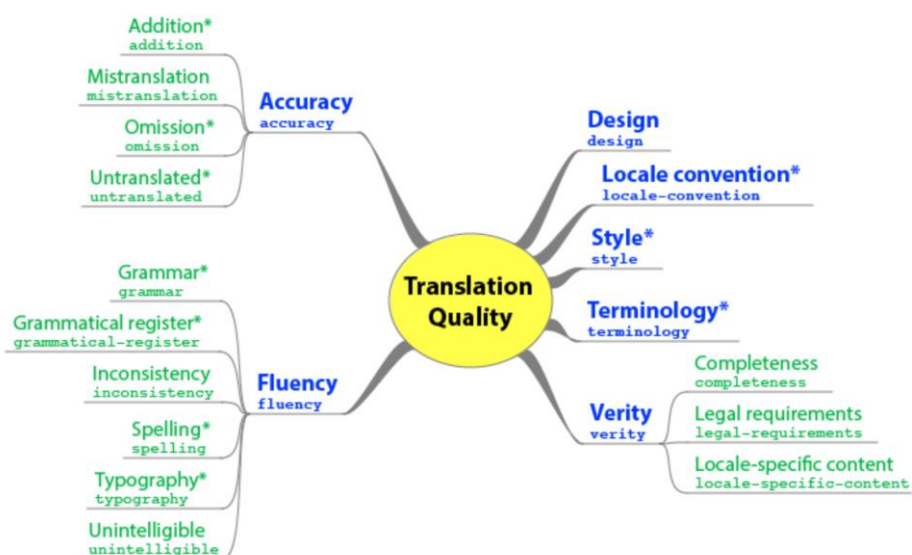 Addition*
addition
Mistranslation
mistranslation
Omission*
omission
Untranslated*
untranslated
Accuracy
accuracy
Grammar*
grammar
Grammatical register*
grammatical-register
Inconsistency
inconsistency
Spelling*
spelling
Typography*
typography
Unintelligible
unintelligible
Fluency
fluency
Translation
Quality
Design
design
Locale convention*
locale-convention
Style*
style
Terminology*
terminology
Verity
verity
Completeness
completeness
Legal requirements
legal-requirements
Locale-specific content
locale-specific-content